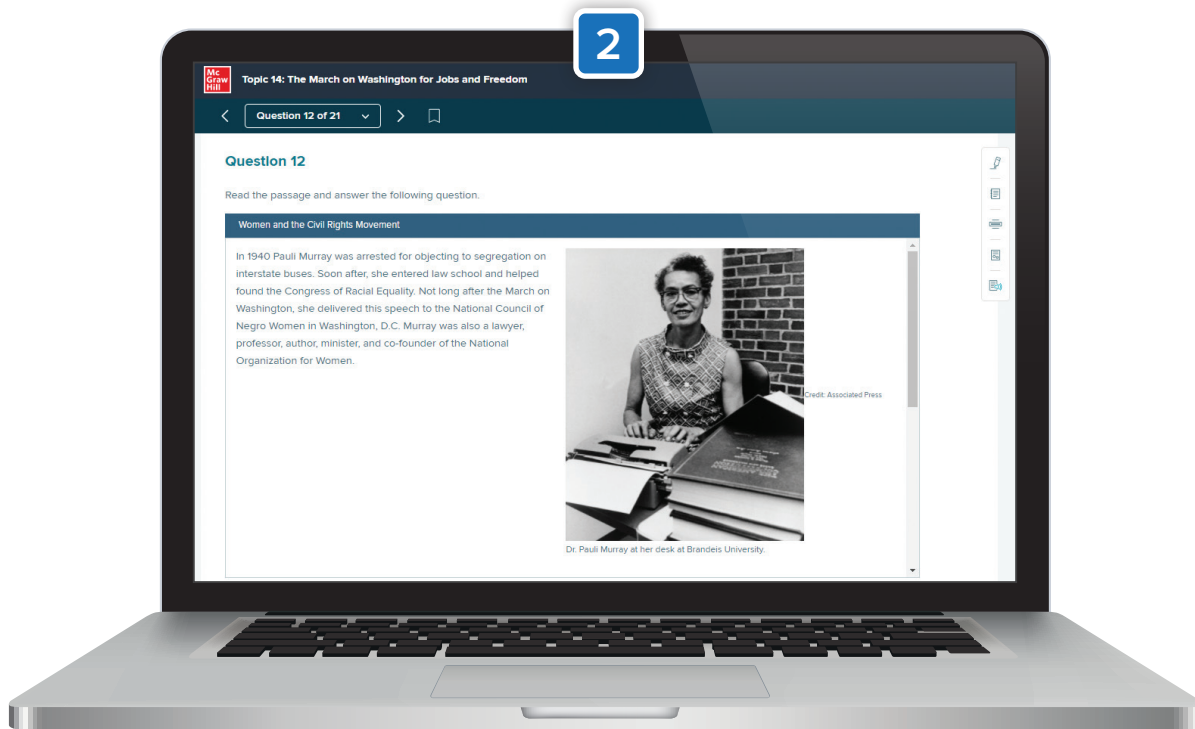 2
Mc
Graw
Hill
Topic 14: The March on Washington for Jobs and Freedom
Question 12 of 21
Question 12
Read the passage and answer the following question.
Women and the Civil Rights Movement
In 1940 Pauli Murray was arrested for objecting to segregation on
interstate buses. Soon after, she entered law school and helped
found the Congress of Racial Equality. Not long after the March on
Washington, she delivered this speech to the National Council of
Negro Women in Washington, D.C. Murray was also a lawyer,
professor, author, minister, and co-founder of the National
Organization for Women.
Credit: Associated Press
Dr. Pauli Murray at her desk at Brandeis University.